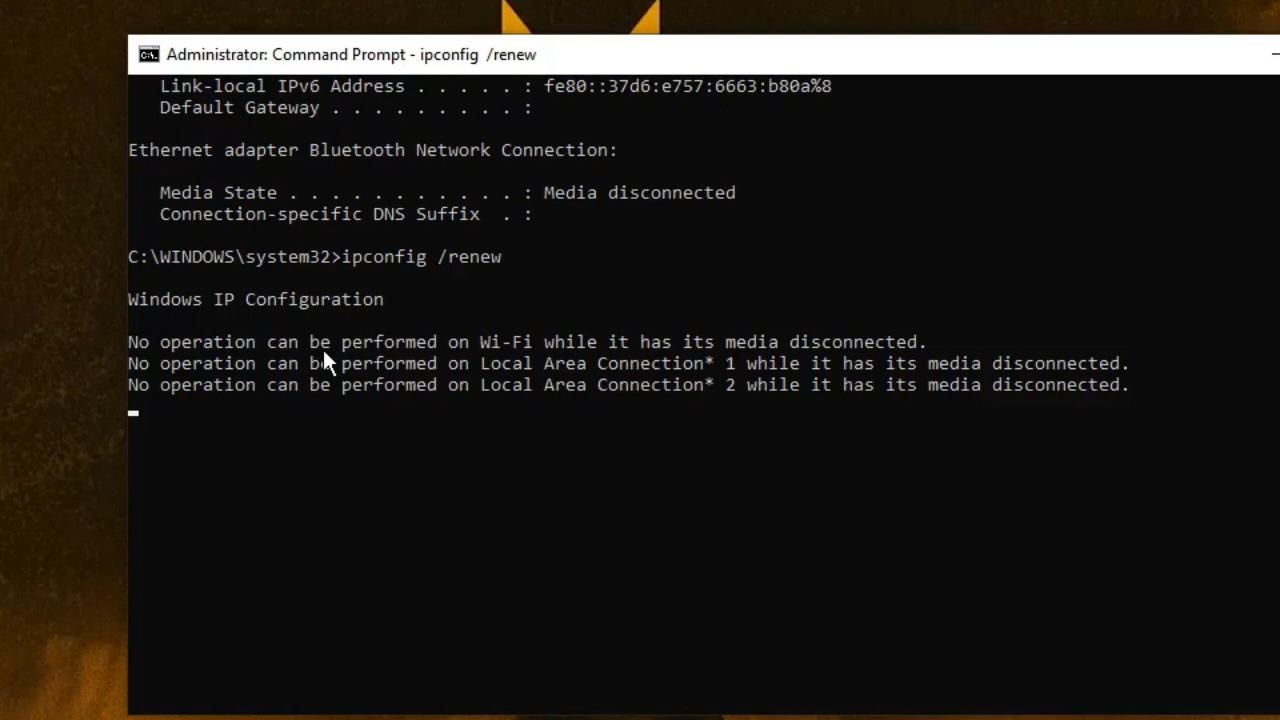 Administrator: Command Prompt - ipconfig  /renew
Link-local IPv6 Address . . . . . : fe80::37d6:e757:6663:b80a%8
Default Gateway . . . . . . . . . :
Ethernet adapter Bluetooth Network Connection:
Media State . . . . . . . . . . . : Media disconnected
Connection-specific DNS Suffix  . :
C:\WINDOWS\system32>ipconfig /renew
Windows IP Configuration
No operation can be performed on Wi-Fi while it has its media disconnected.
No operation can be performed on Local Area Connection* 1 while it has its media disconnected.
No operation can be performed on Local Area Connection* 2 while it has its media disconnected.